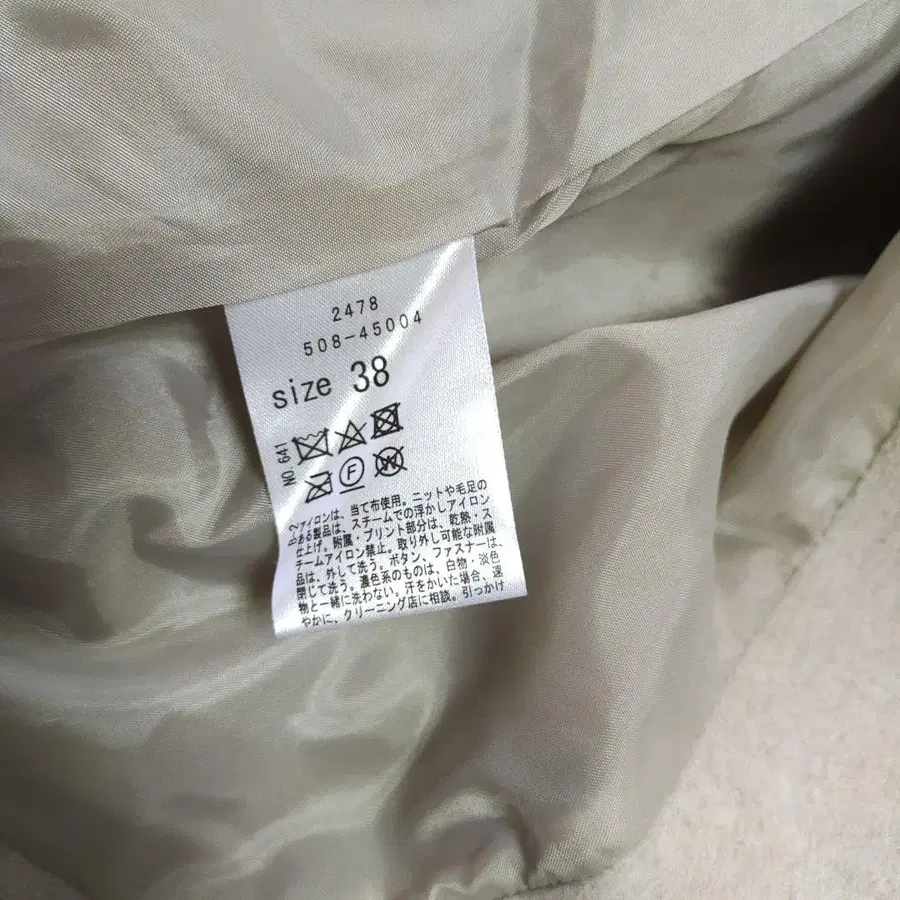 2478
508-45004
size 38
NO. 641
F
W
B-2
アイロンは、当て布使用。ニットや毛足の
ある製品は、スチームでの浮かしアイロン
仕上げ。附属・プリント部分は、乾熱・ス
チームアイロン禁止。取り外し可能な附属
品は、外して洗う。ボタン、ファスナーは、
閉じて洗う。濃色系のものは、白物・淡色
物と一緒に洗わない。汗をかいた場合、速
やかに、クリーニング店に相談。引っかけ